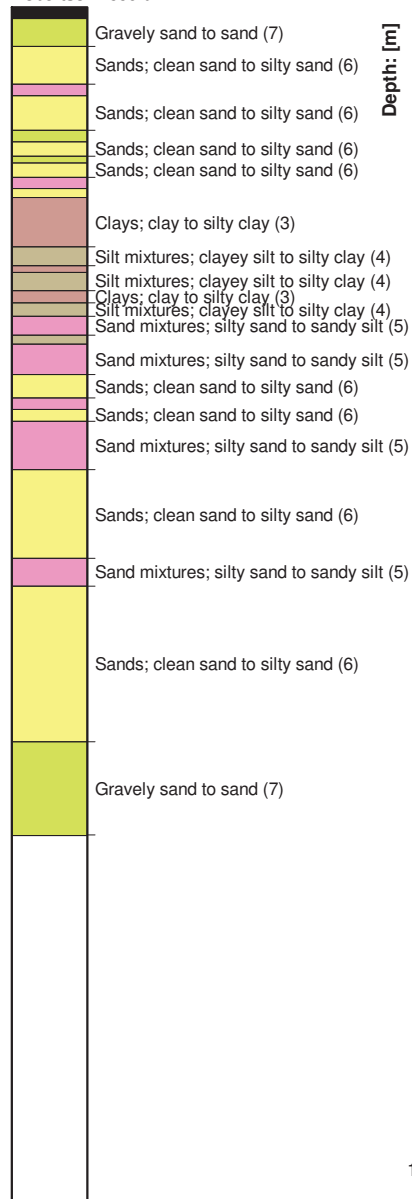 Gravely sand to sand (7)
Sands; clean sand to silty sand (6)
Depth: [m]
Sands; clean sand to silty sand (6)
Sands; clean sand to silty sand (6)
Sands; clean sand to silty sand (6)
Clays; clay to silty clay (3)
Silt mixtures; clayey silt to silty clay (4)
Silt mixtures; clayey silt to silty clay (4)
Clays; clay to silty clay (3)
Silt mixtures; clayey silt to silty clay (4)
Sand mixtures; silty sand to sandy silt (5)
Sand mixtures; silty sand to sandy silt (5)
Sands; clean sand to silty sand (6)
Sands; clean sand to silty sand (6)
Sand mixtures; silty sand to sandy silt (5)
Sands; clean sand to silty sand (6)
Sand mixtures; silty sand to sandy silt (5)
Sands; clean sand to silty sand (6)
Gravely sand to sand (7)